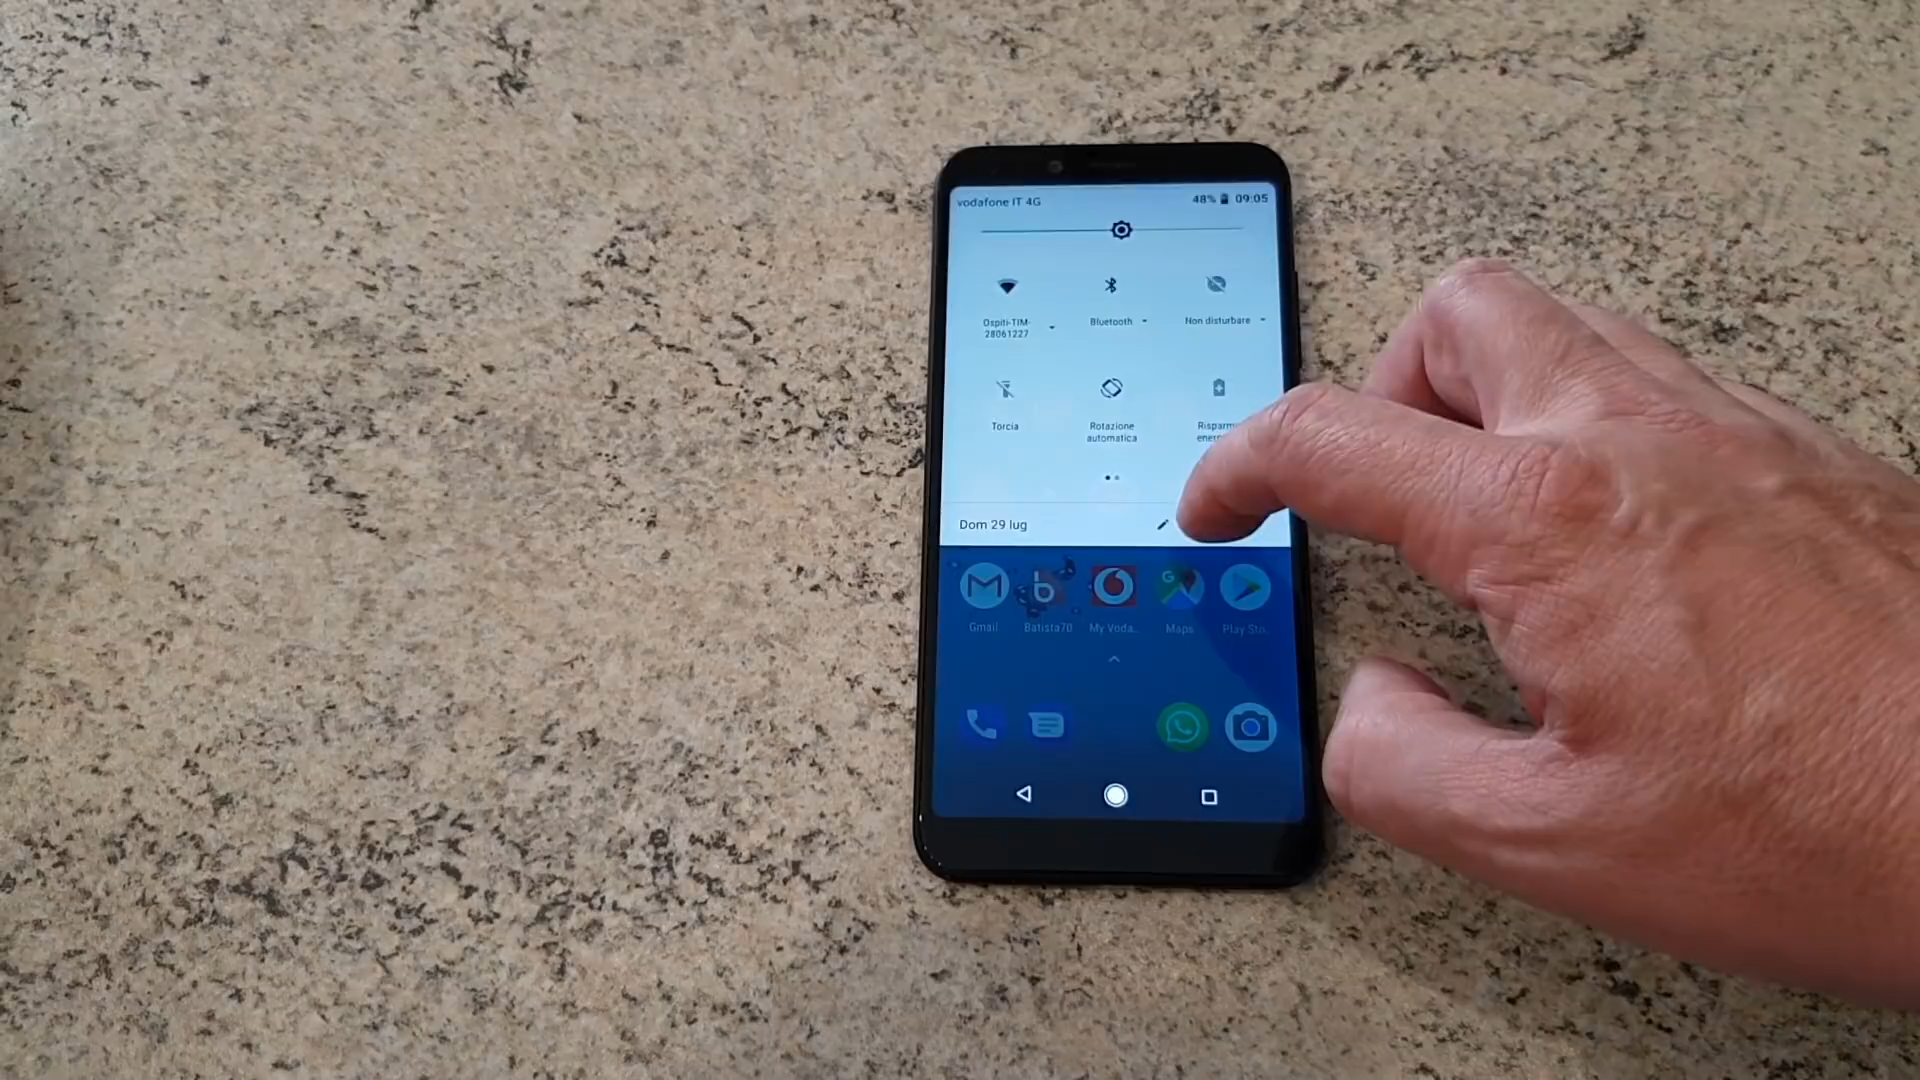 vodafone IT 4G 48% 09:05
Ospiti-TIM-
28061227
Bluetooth
Non disturbare
Torcia
Rotazione
automatica
Dom 29 lug
Gmail
Batista70
My Voda...
Maps
Play Sto...